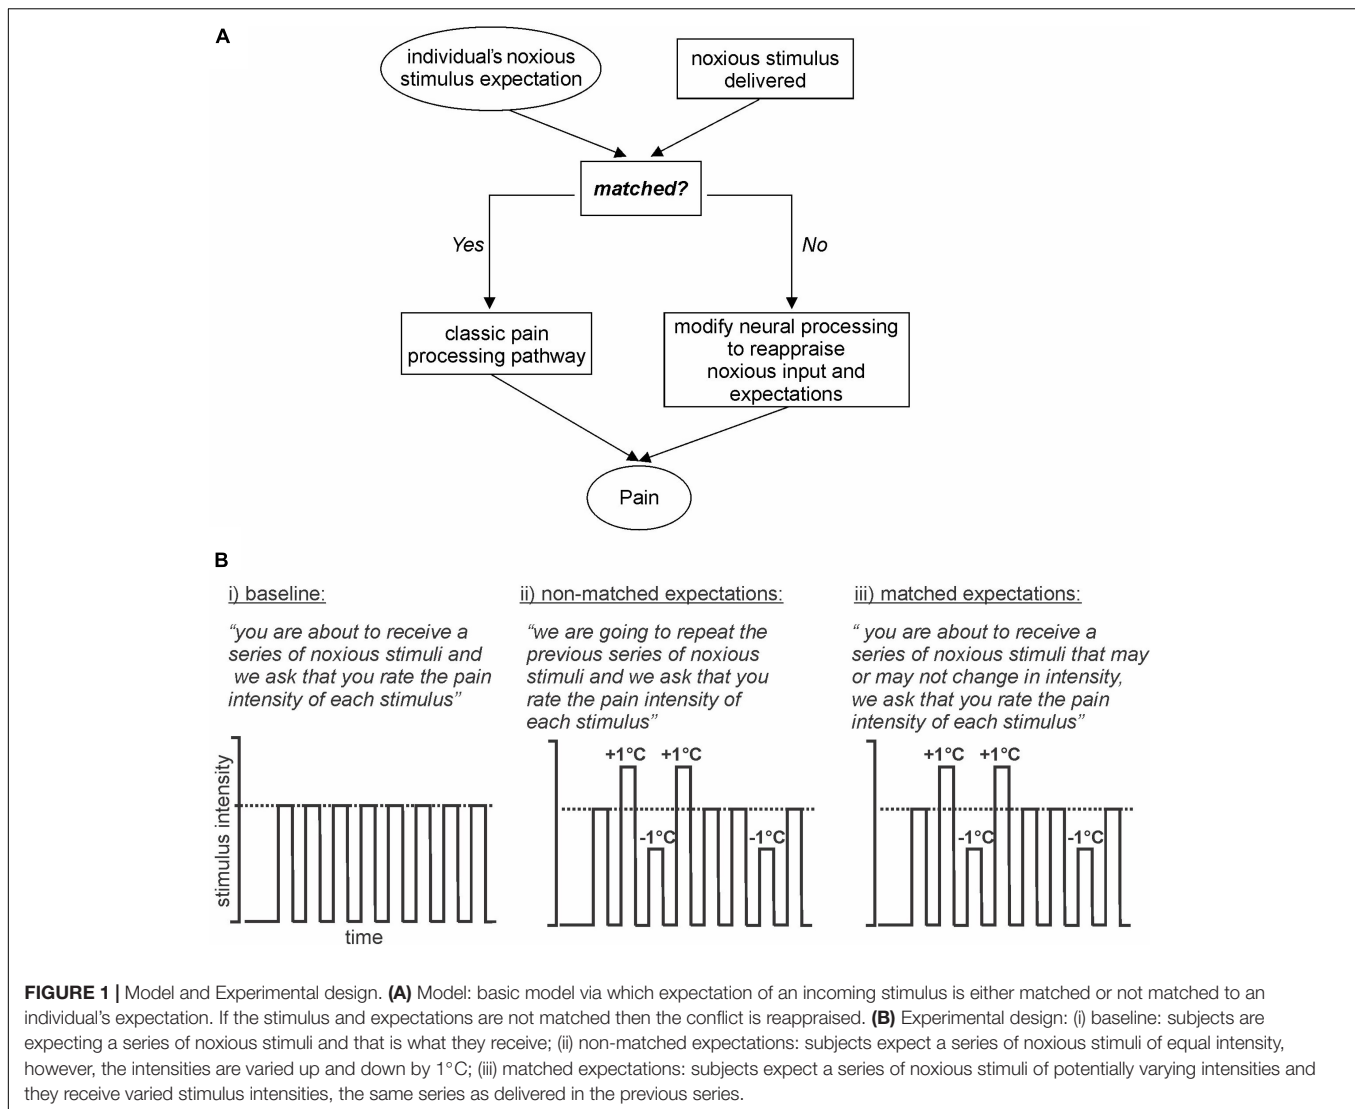 A
individual's noxious
stimulus expectation
noxious stimulus
delivered
matched?
Yes
No
classic pain
processing pathway
modify neural processing
to reappraise
noxious input and
expectations
Pain
B
i) baseline:
"you are about to receive a
series of noxious stimuli and
we ask that you rate the pain
intensity of each stimulus"
ii) non-matched expectations:
"we are going to repeat the
previous series of noxious
stimuli and we ask that you
rate the pain intensity of
each stimulus"
iii) matched expectations:
" you are about to receive a
series of noxious stimuli that may
or may not change in intensity,
we ask that you rate the pain
intensity of each stimulus"
stimulus intensity
time
+1°C +1°C
-1°C -1°C
+1°C +1°C
-1°C -1°C
FIGURE 1 | Model and Experimental design. (A) Model: basic model via which expectation of an incoming stimulus is either matched or not matched to an
individual's expectation. If the stimulus and expectations are not matched then the conflict is reappraised. (B) Experimental design: (i) baseline: subjects are
expecting a series of noxious stimuli and that is what they receive; (ii) non-matched expectations: subjects expect a series of noxious stimuli of equal intensity,
however, the intensities are varied up and down by 1°C; (iii) matched expectations: subjects expect a series of noxious stimuli of potentially varying intensities and
they receive varied stimulus intensities, the same series as delivered in the previous series.